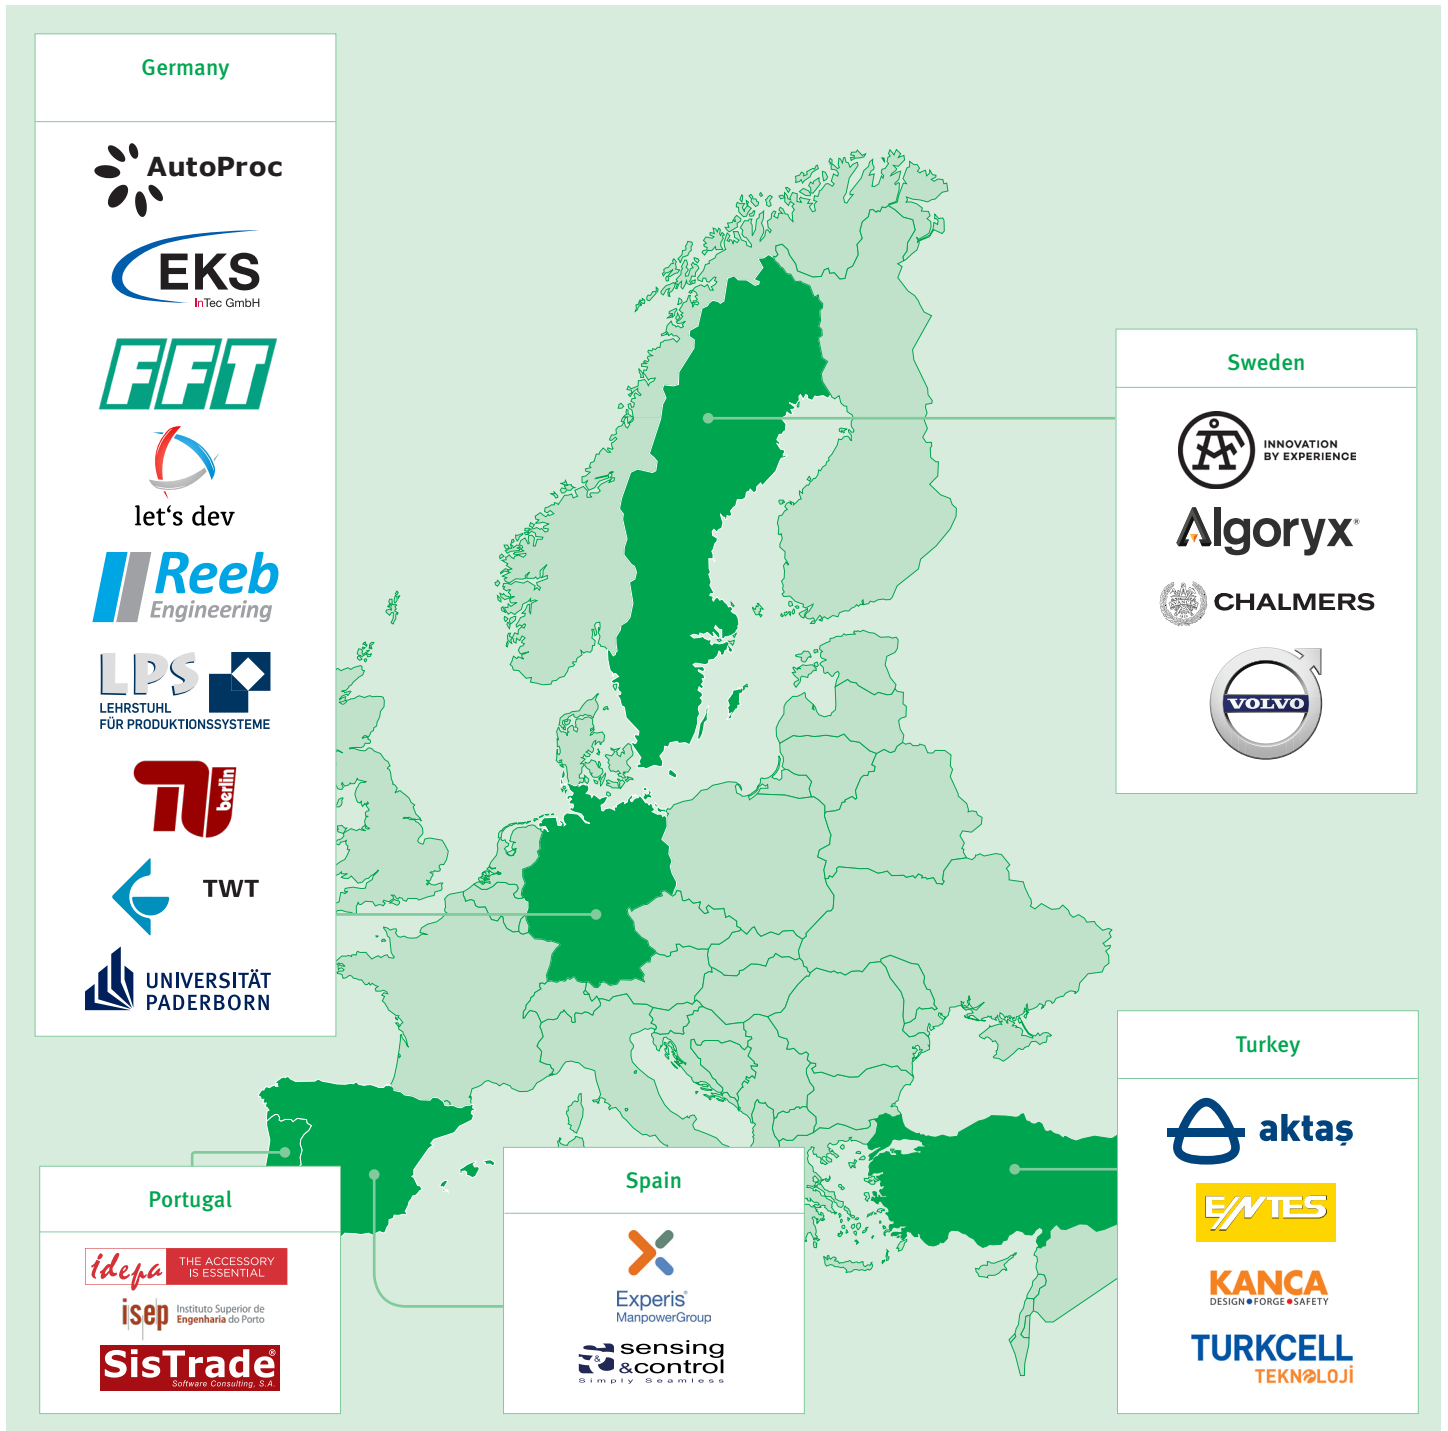 Germany
AutoProc
EKS
InTec GmbH
FFT
let's dev
Reeb
Engineering
LPS
LEHRSTUHL
FÜR PRODUKTIONSSYSTEME
TU berlin
TWT
UNIVERSITÄT
PADERBORN
Sweden
ÅF
INNOVATION
BY EXPERIENCE
Algoryx®
CHALMERS
VOLVO
Turkey
aktaş
ENTES
KANCA
DESIGN•FORGE•SAFETY
TURKCELL
TEKNOLOJİ
Portugal
idepa
THE ACCESSORY
IS ESSENTIAL
isep
Instituto Superior de
Engenharia do Porto
SisTrade®
Software Consulting, S.A.
Spain
Experis®
ManpowerGroup
S&
sensing
&control
Simply Seamless